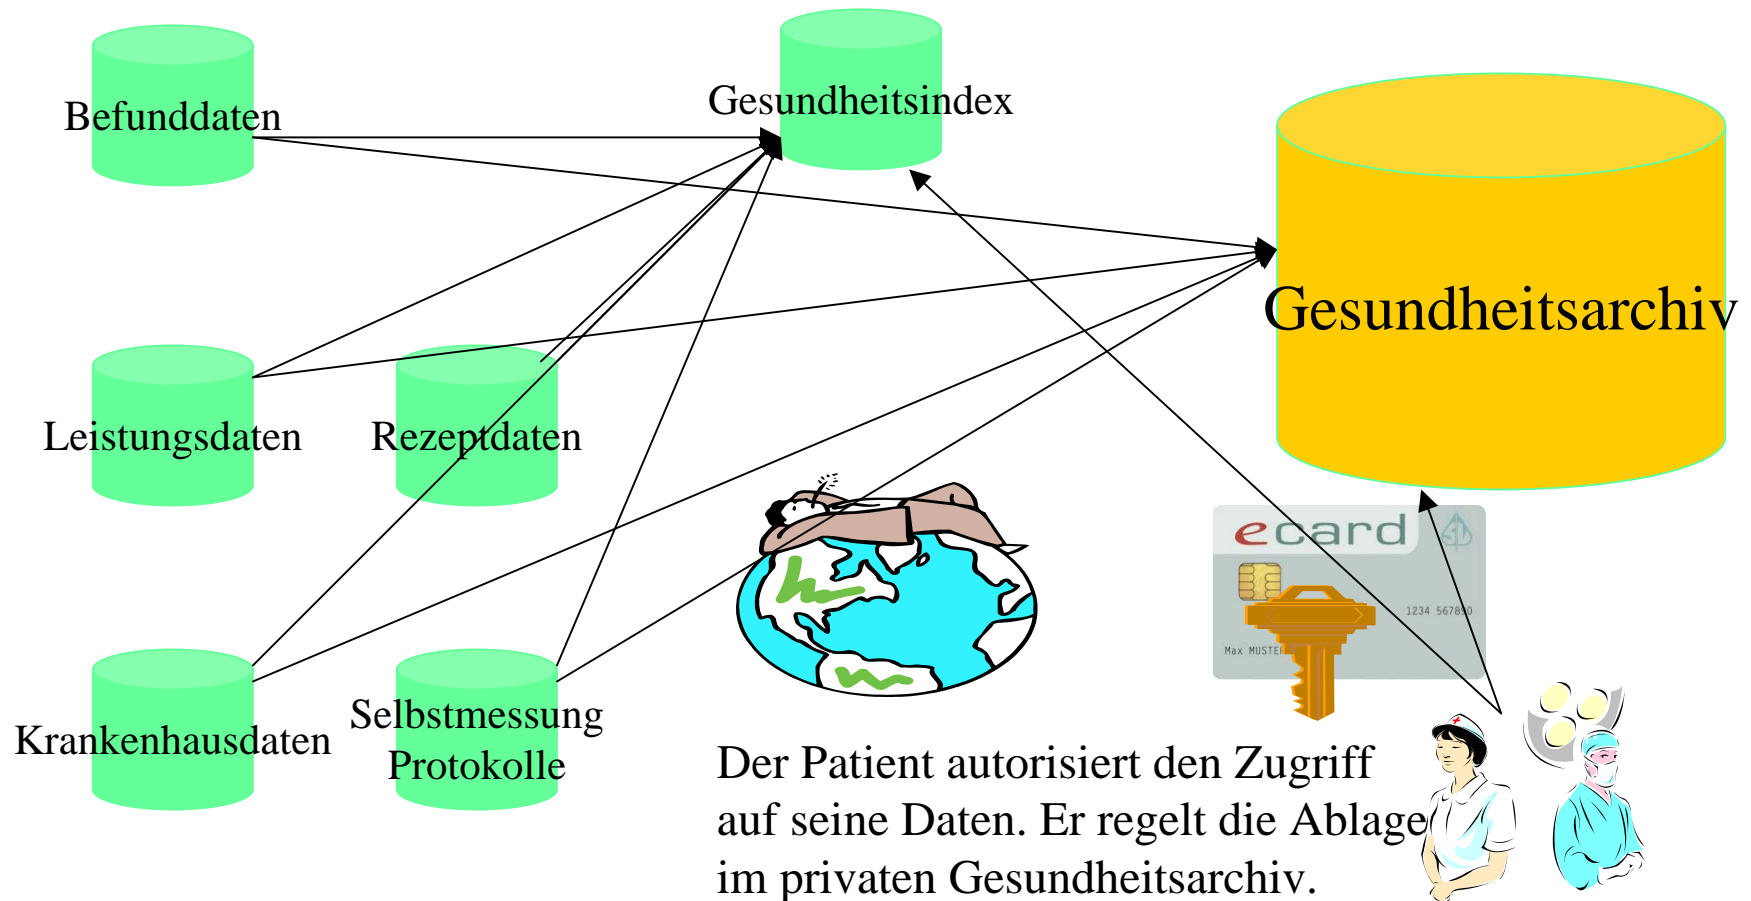 Befunddaten
Gesundheitsindex
Gesundheitsarchiv
Leistungsdaten
Rezeptdaten
ecard
1234 567890
Max MUSTE
Krankenhausdaten
Selbstmessung
Protokolle
Der Patient autorisiert den Zugriff
auf seine Daten. Er regelt die Ablage
im privaten Gesundheitsarchiv.